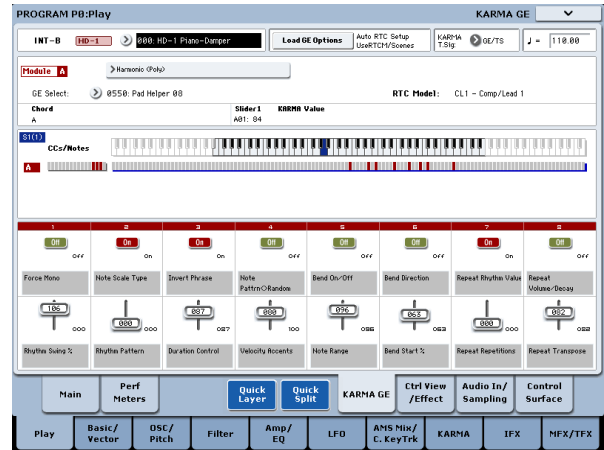 PROGRAM P0:Play KARMA GE
INT-B HD-1 000: HD-1 Piano-Damper Load GE Options Auto RTC Setup UseRTCM/Scenes KARMA T.Sig: GE/TS ♩ = 110.00
Module A Harmonic (Poly)
GE Select: 0550: Pad Helper 08 RTC Model: CL1 - Comp/Lead 1
Chord Slider1 KARMA Value
A A01: 84
S1(1)
CCs/Notes
A
1 2 3 4 5 6 7 8
Off On On Off Off Off On Off
Off On On Off Off Off On Off
Force Mono Note Scale Type Invert Phrase Note Pattrn<>Random Bend On/Off Bend Direction Repeat Rhythm Value Repeat Volume/Decay
106 000 087 080 096 063 000 082
000 000 087 100 086 063 000 082
Rhythm Swing % Rhythm Pattern Duration Control Velocity Accents Note Range Bend Start % Repeat Repetitions Repeat Transpose
Main Perf Meters Quick Layer Quick Split KARMA GE Ctrl View /Effect Audio In/ Sampling Control Surface
Play Basic/ Vector OSC/ Pitch Filter Amp/ EQ LFO AMS Mix/ C. KeyTrk KARMA IFX MFX/TFX